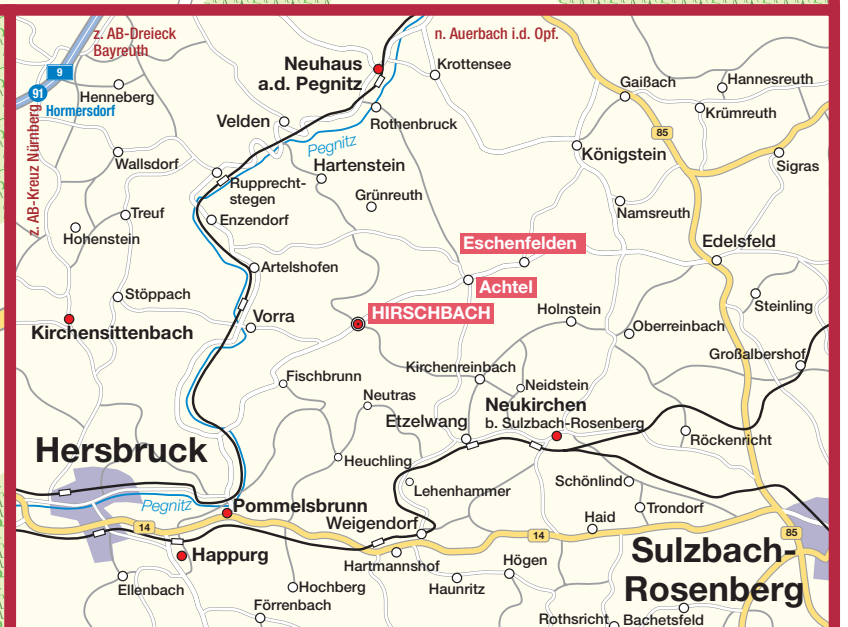 z. AB-Dreieck
Bayreuth
n. Auerbach i.d. Opf.
Neuhaus
a.d. Pegnitz
Krottensee
9
91
Hormersdorf
Henneberg
Gaißach
Hannesreuth
Krümreuth
Velden
Rothenbruck
85
z. AB-Kreuz Nürnberg
Pegnitz
Wallsdorf
Hartenstein
Königstein
Sigras
Rupprecht-
stegen
Grünreuth
Namsreuth
Treuf
Enzendorf
Hohenstein
Eschenfelden
Edelsfeld
Artelshofen
Achtel
Stöppach
Steinling
HIRSCHBACH
Holnstein
Vorra
Kirchensittenbach
Oberreinbach
Großalbershof
Kirchenreinbach
Fischbrunn
Neidstein
Neutras
Neukirchen
b. Sulzbach-Rosenberg
Etzelwang
Röckenricht
Hersbruck
Heuchling
Lehenhammer
Schönlind
Pegnitz
Pommelsbrunn
Trondorf
Weigendorf
Haid
14
14
85
Happurg
Sulzbach-
Rosenberg
Hartmannshof
Högen
Ellenbach
Hochberg
Haunritz
Förrenbach
Rothsricht
Bachetsfeld